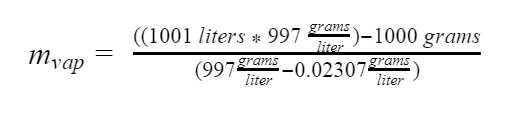 m_vap = ((1001 liters * 997 grams/liter)−1000 grams / (997 grams/liter −0.02307 grams/liter)